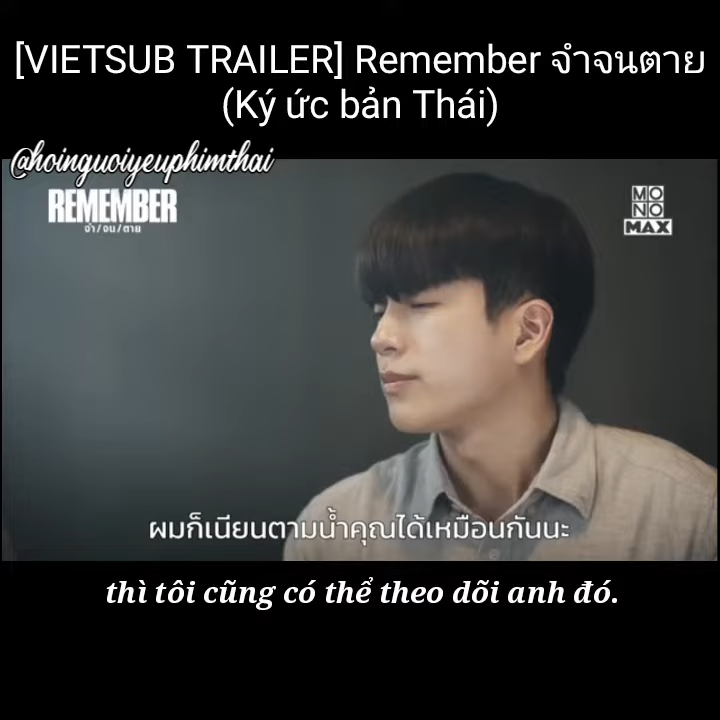 [VIETSUB TRAILER] Remember จำจนตาย
(Ký ức bản Thái)
@hoinguoiyeuphimthai
REMEMBER
จำ/จน/ตาย
MO
NO
MAX
ผมก็เนียนตามน้ำคุณได้เหมือนกันนะ
thì tôi cũng có thể theo dõi anh đó.